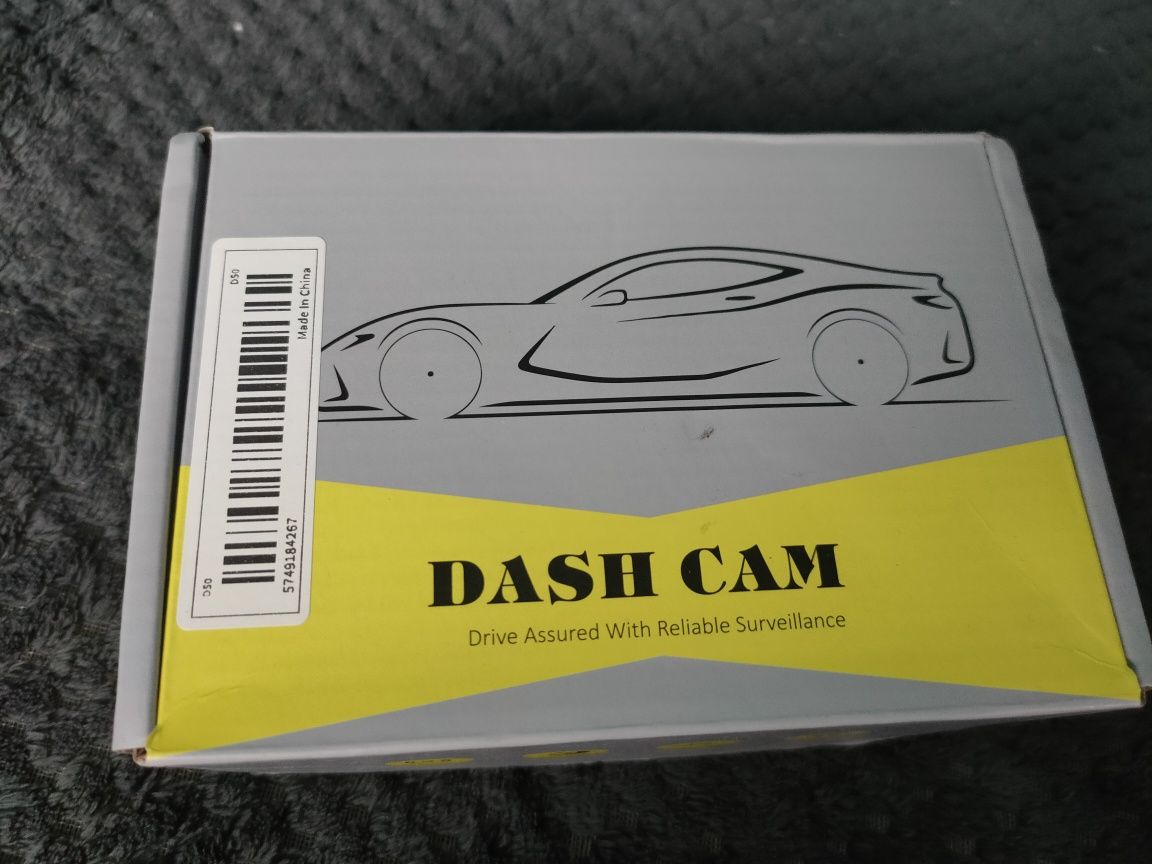 D50
Made In China
D50
5749184267
DASH CAM
Drive Assured With Reliable Surveillance